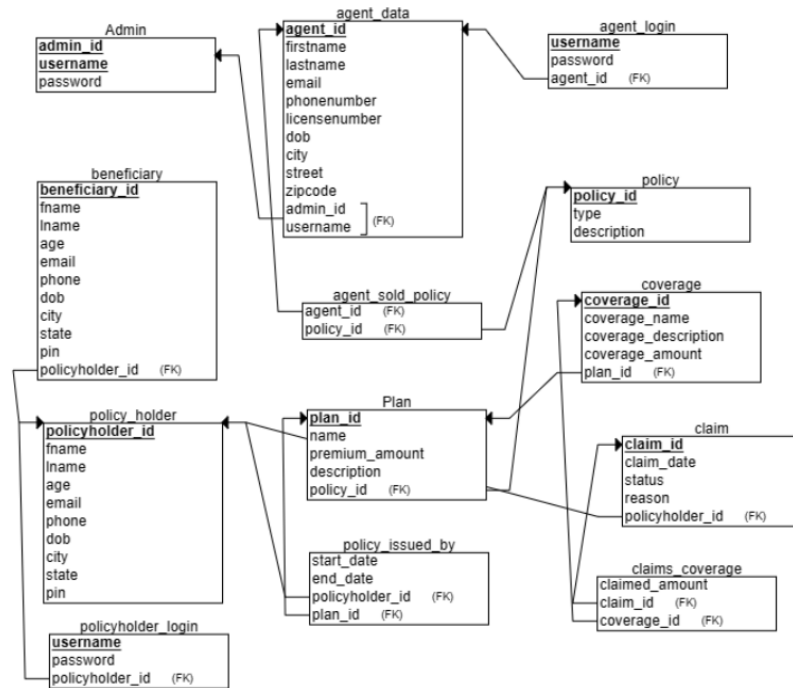 Admin
admin_id
username
password
agent_data
agent_id
firstname
lastname
email
phonenumber
licensenumber
dob
city
street
zipcode
admin_id
username
(FK)
agent_login
username
password
agent_id (FK)
beneficiary
beneficiary_id
fname
lname
age
email
phone
dob
city
state
pin
policyholder_id (FK)
policy
policy_id
type
description
agent_sold_policy
agent_id (FK)
policy_id (FK)
coverage
coverage_id
coverage_name
coverage_description
coverage_amount
plan_id (FK)
policy_holder
policyholder_id
fname
lname
age
email
phone
dob
city
state
pin
Plan
plan_id
name
premium_amount
description
policy_id (FK)
claim
claim_id
claim_date
status
reason
policyholder_id (FK)
policy_issued_by
start_date
end_date
policyholder_id (FK)
plan_id (FK)
claims_coverage
claimed_amount
claim_id (FK)
coverage_id (FK)
policyholder_login
username
password
policyholder_id (FK)